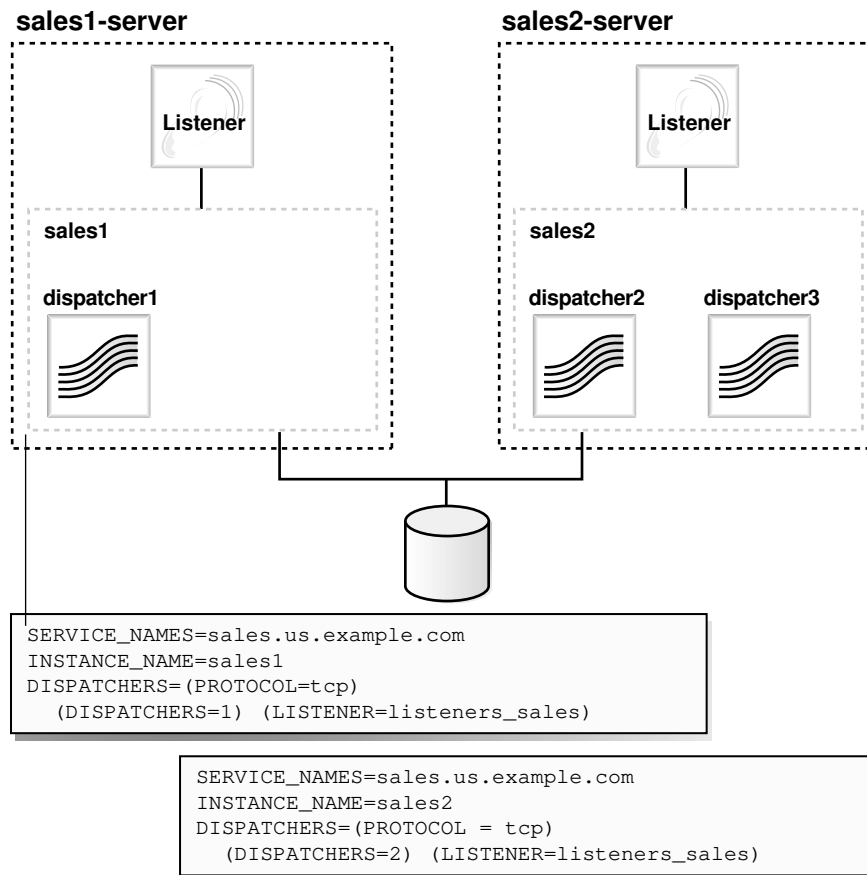 sales1-server
sales2-server
Listener
Listener
sales1
sales2
dispatcher1
dispatcher2
dispatcher3
SERVICE_NAMES=sales.us.example.com
INSTANCE_NAME=sales1
DISPATCHERS=(PROTOCOL=tcp)
(DISPATCHERS=1) (LISTENER=listeners_sales)
SERVICE_NAMES=sales.us.example.com
INSTANCE_NAME=sales2
DISPATCHERS=(PROTOCOL = tcp)
(DISPATCHERS=2) (LISTENER=listeners_sales)